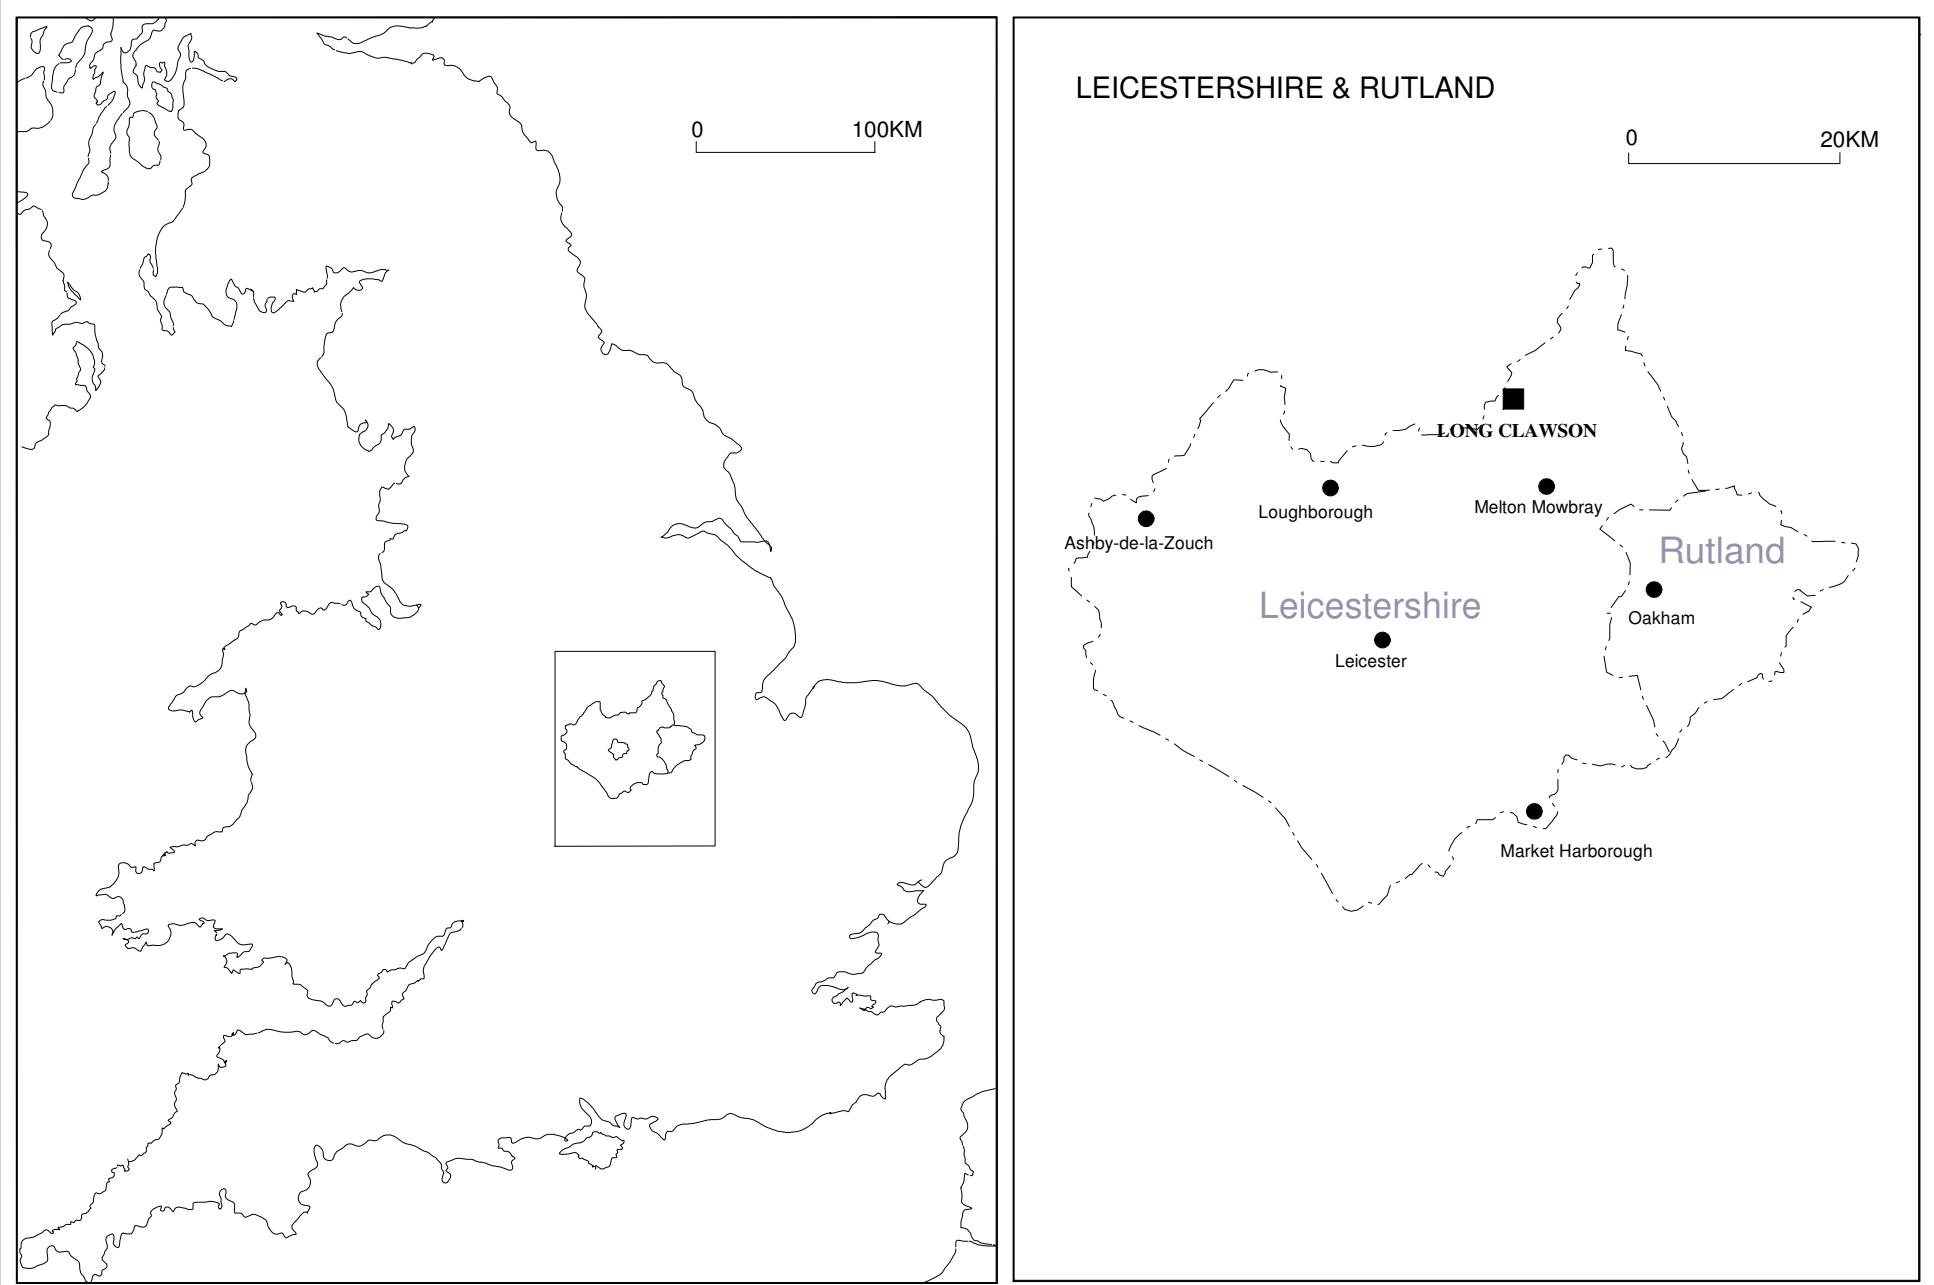 0 100KM
LEICESTERSHIRE & RUTLAND
0 20KM
LONG CLAWSON
Loughborough
Melton Mowbray
Ashby-de-la-Zouch
Rutland
Leicestershire
Oakham
Leicester
Market Harborough